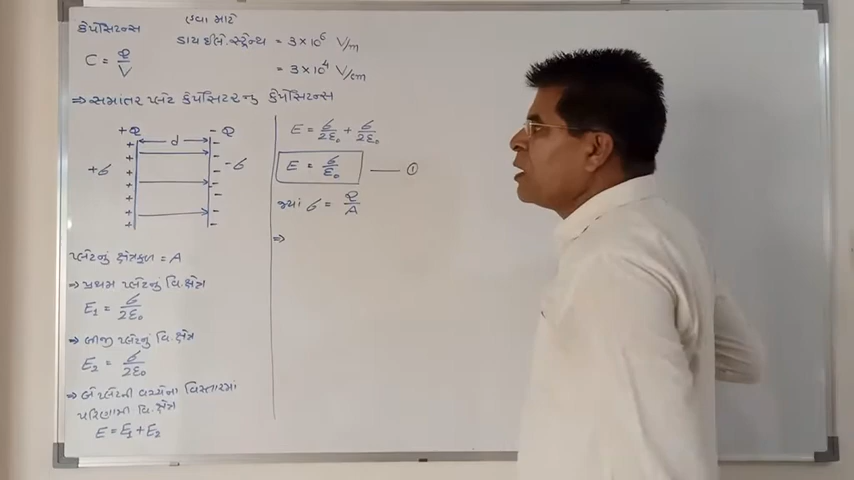 કેપેસિટન્સ
C = Q/V
હવા માટે
ડાય ઈલે. સ્ટ્રેન્થ = 3 × 10⁶ V/m
= 3 × 10⁴ V/cm
⇒ સમાંતર પ્લેટ કેપેસિટરનુ કેપેસિટન્સ
+Q d - Q
+σ -σ
પ્લેટનું ક્ષેત્રફળ = A
→ પ્રથમ પ્લેટનું વિ. ક્ષેત્ર
E₁ = σ/2ε₀
→ બીજી પ્લેટનું વિ. ક્ષેત્ર
E₂ = σ/2ε₀
→ બે પ્લેટની વચ્ચેના વિસ્તારમાં
પરિણામી વિ. ક્ષેત્ર
E = E₁ + E₂
E = σ/2ε₀ + σ/2ε₀
E = σ/ε₀ —— ①
જ્યાં σ = Q/A
⇒